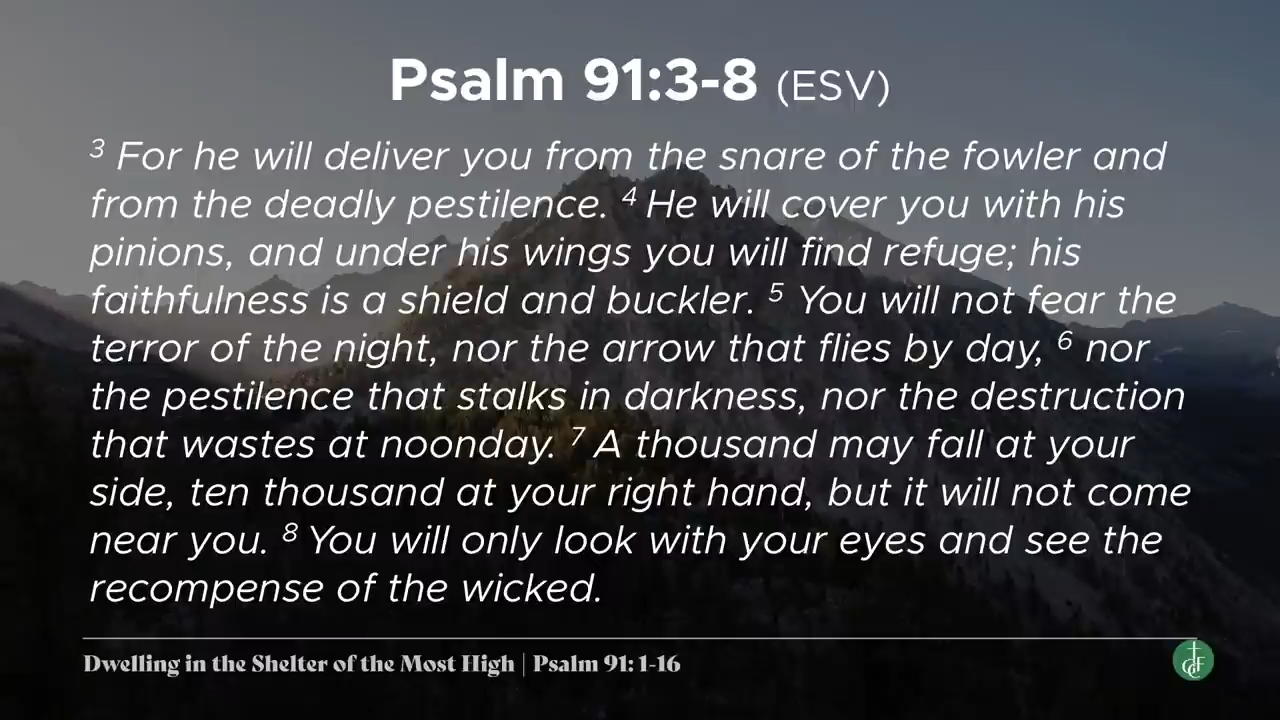 Psalm 91:3-8 (ESV)
³ For he will deliver you from the snare of the fowler and
from the deadly pestilence. ⁴ He will cover you with his
pinions, and under his wings you will find refuge; his
faithfulness is a shield and buckler. ⁵ You will not fear the
terror of the night, nor the arrow that flies by day, ⁶ nor
the pestilence that stalks in darkness, nor the destruction
that wastes at noonday. ⁷ A thousand may fall at your
side, ten thousand at your right hand, but it will not come
near you. ⁸ You will only look with your eyes and see the
recompense of the wicked.
Dwelling in the Shelter of the Most High | Psalm 91: 1-16